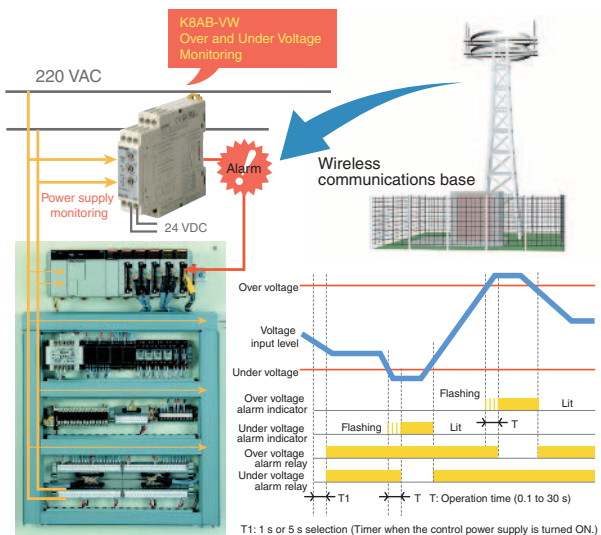 K8AB-VW
Over and Under Voltage
Monitoring
220 VAC
Alarm
Wireless
communications base
Power supply
monitoring
24 VDC
Over voltage
Voltage
input level
Under voltage
Over voltage
alarm indicator
Flashing
Lit
T
Under voltage
alarm indicator
Flashing
Lit
Over voltage
alarm relay
Under voltage
alarm relay
T1
T
T: Operation time (0.1 to 30 s)
T1: 1 s or 5 s selection (Timer when the control power supply is turned ON.)